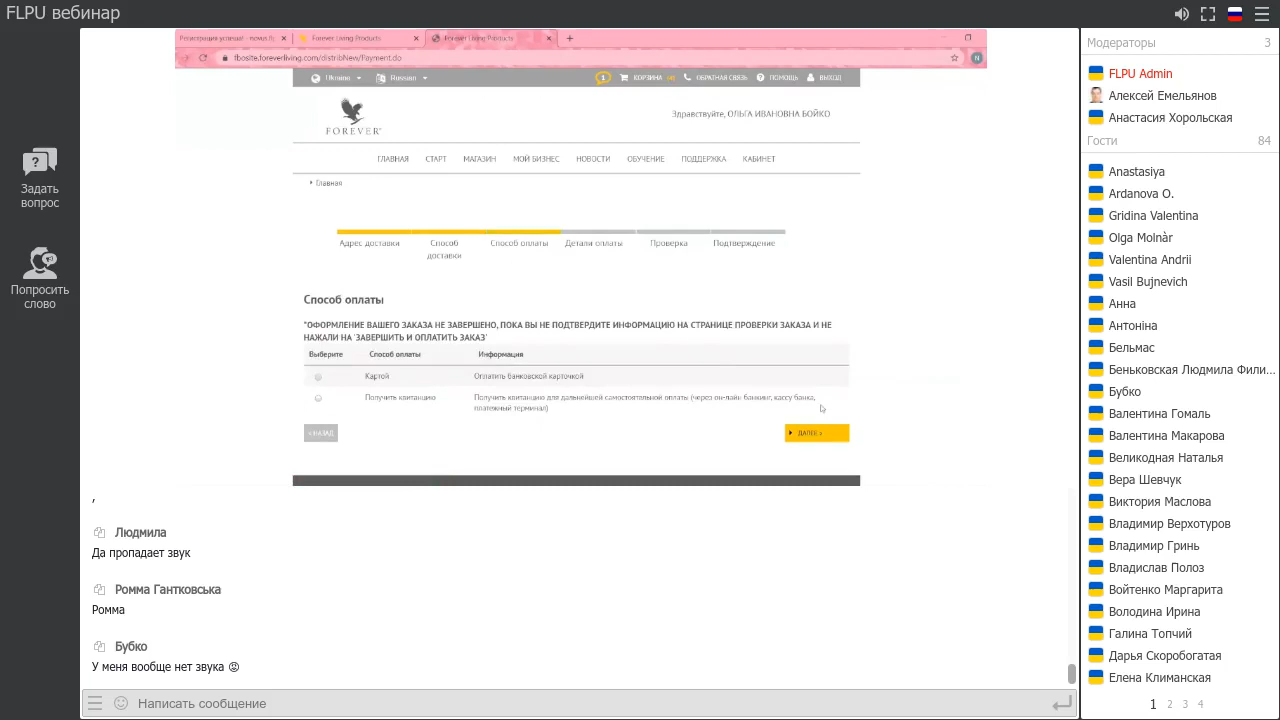 FLPU вебинар
Задать
вопрос
Попросить
слово
Регистрация успешна! -
Forever Living Products
Forever Living Products
fbosite.foreverliving.com/distribNew/Payment.do
N
Ukraine
Russian
1
КОРЗИНА
ОБРАТНАЯ СВЯЗЬ
ПОМОЩЬ
ВЫХОД
FOREVER
Здравствуйте, ОЛЬГА ИВАНОВНА БОЙКО
ГЛАВНАЯ СТАРТ МАГАЗИН МОЙ БИЗНЕС НОВОСТИ ОБУЧЕНИЕ ПОДДЕРЖКА КАБИНЕТ
Главная
Адрес доставки
Способ
доставки
Способ оплаты
Детали оплаты
Проверка
Подтверждение
Способ оплаты
*ОФОРМЛЕНИЕ ВАШЕГО ЗАКАЗА НЕ ЗАВЕРШЕНО, ПОКА ВЫ НЕ ПОДТВЕРДИТЕ ИНФОРМАЦИЮ НА СТРАНИЦЕ ПРОВЕРКИ ЗАКАЗА И НЕ
НАЖАЛИ НА 'ЗАВЕРШИТЬ И ОПЛАТИТЬ ЗАКАЗ'
Выберите Способ оплаты Информация
Картой Оплатить банковской карточкой
Получить квитанцию Получить квитанцию для дальнейшей самостоятельной оплаты (через он-лайн банкинг, кассу банка,
платежный терминал)
< НАЗАД
ДАЛЕЕ >
,
Людмила
Да пропадает звук
Ромма Гантковська
Ромма
Бубко
У меня вообще нет звука 😞
Написать сообщение
Модераторы 3
FLPU Admin
Алексей Емельянов
Анастасия Хорольская
Гости 84
Anastasiya
Ardanova O.
Gridina Valentina
Olga Molnàr
Valentina Andrii
Vasil Bujnevich
Анна
Антоніна
Бельмас
Беньковская Людмила Фили...
Бубко
Валентина Гомаль
Валентина Макарова
Великодная Наталья
Вера Шевчук
Виктория Маслова
Владимир Верхотуров
Владимир Гринь
Владислав Полоз
Войтенко Маргарита
Володина Ирина
Галина Топчий
Дарья Скоробогатая
Елена Климанская
1 2 3 4